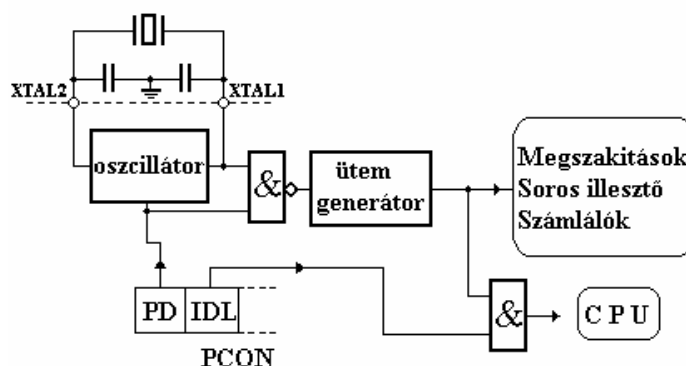 XTAL2
XTAL1
oszcillátor
&
ütem
generátor
Megszakitások
Soros illesztő
Számlálók
PD
IDL
PCON
&
C P U